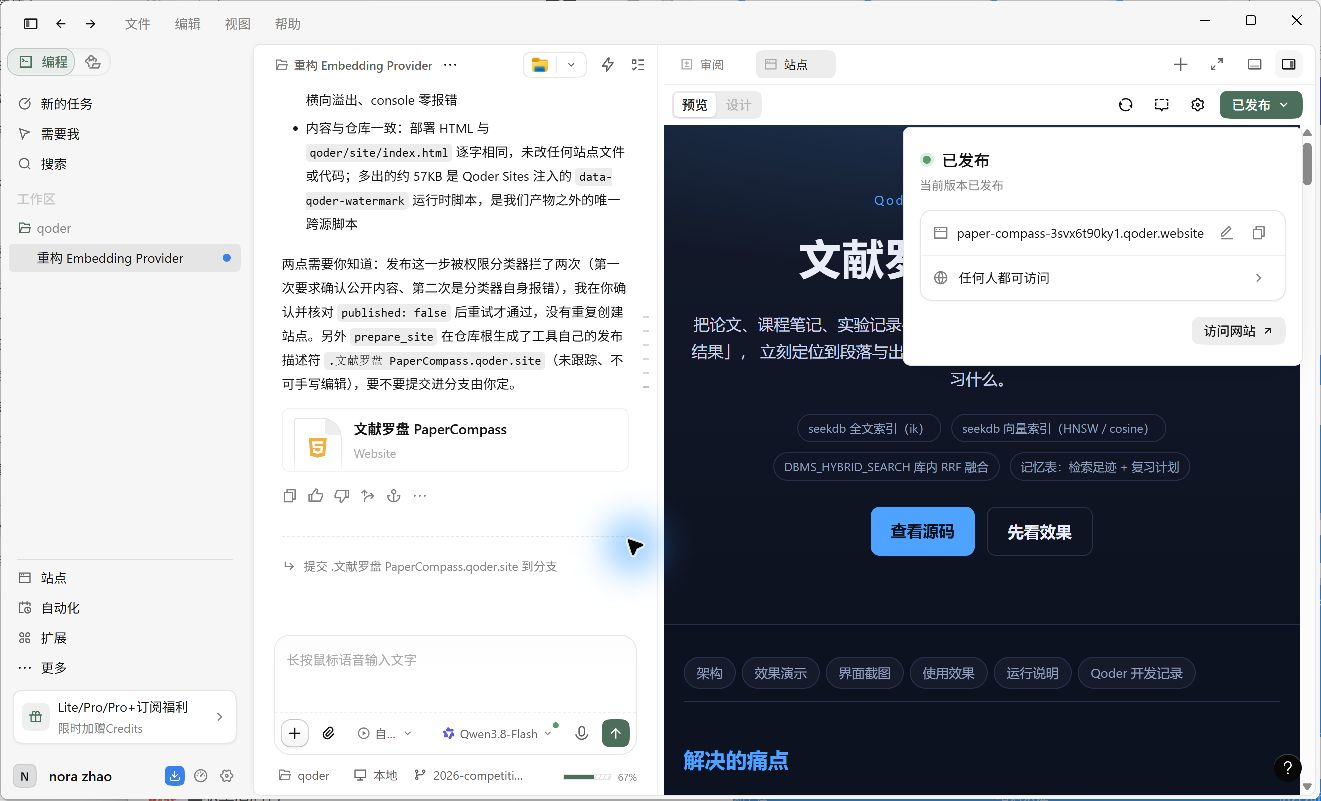 文件 编辑 视图 帮助
编程
新的任务
需要我
搜索
工作区
qoder
重构 Embedding Provider
站点
自动化
扩展
更多
Lite/Pro/Pro+订阅福利
限时加赠Credits
N nora zhao
重构 Embedding Provider
横向溢出、console 零报错
内容与仓库一致：部署 HTML 与
qoder/site/index.html 逐字相同，未改任何站点文件
或代码；多出的约 57KB 是 Qoder Sites 注入的 data-
qoder-watermark 运行时脚本，是我们产物之外的唯一
跨源脚本
两点需要你知道：发布这一步被权限分类器拦了两次（第一
次要求确认公开内容、第二次是分类器自身报错），我在你确
认并核对 published: false 后重试才通过，没有重复创建
站点。另外 prepare_site 在仓库根生成了工具自己的发布
描述符 .文献罗盘 PaperCompass.qoder.site（未跟踪、不
可手写编辑），要不要提交进分支由你定。
文献罗盘 PaperCompass
Website
提交 .文献罗盘 PaperCompass.qoder.site 到分支
长按鼠标语音输入文字
自... Qwen3.8-Flash
qoder 本地 2026-competiti... 67%
审阅 站点
预览 设计 已发布
已发布
当前版本已发布
paper-compass-3svx6t90ky1.qoder.website
任何人都可访问
访问网站
Qod
文献
把论文、课程笔记、实验记录
结果」，立刻定位到段落与出
习什么。
seekdb 全文索引（ik） seekdb 向量索引（HNSW / cosine）
DBMS_HYBRID_SEARCH 库内 RRF 融合 记忆表：检索足迹 + 复习计划
查看源码 先看效果
架构 效果演示 界面截图 使用效果 运行说明 Qoder 开发记录
解决的痛点
?